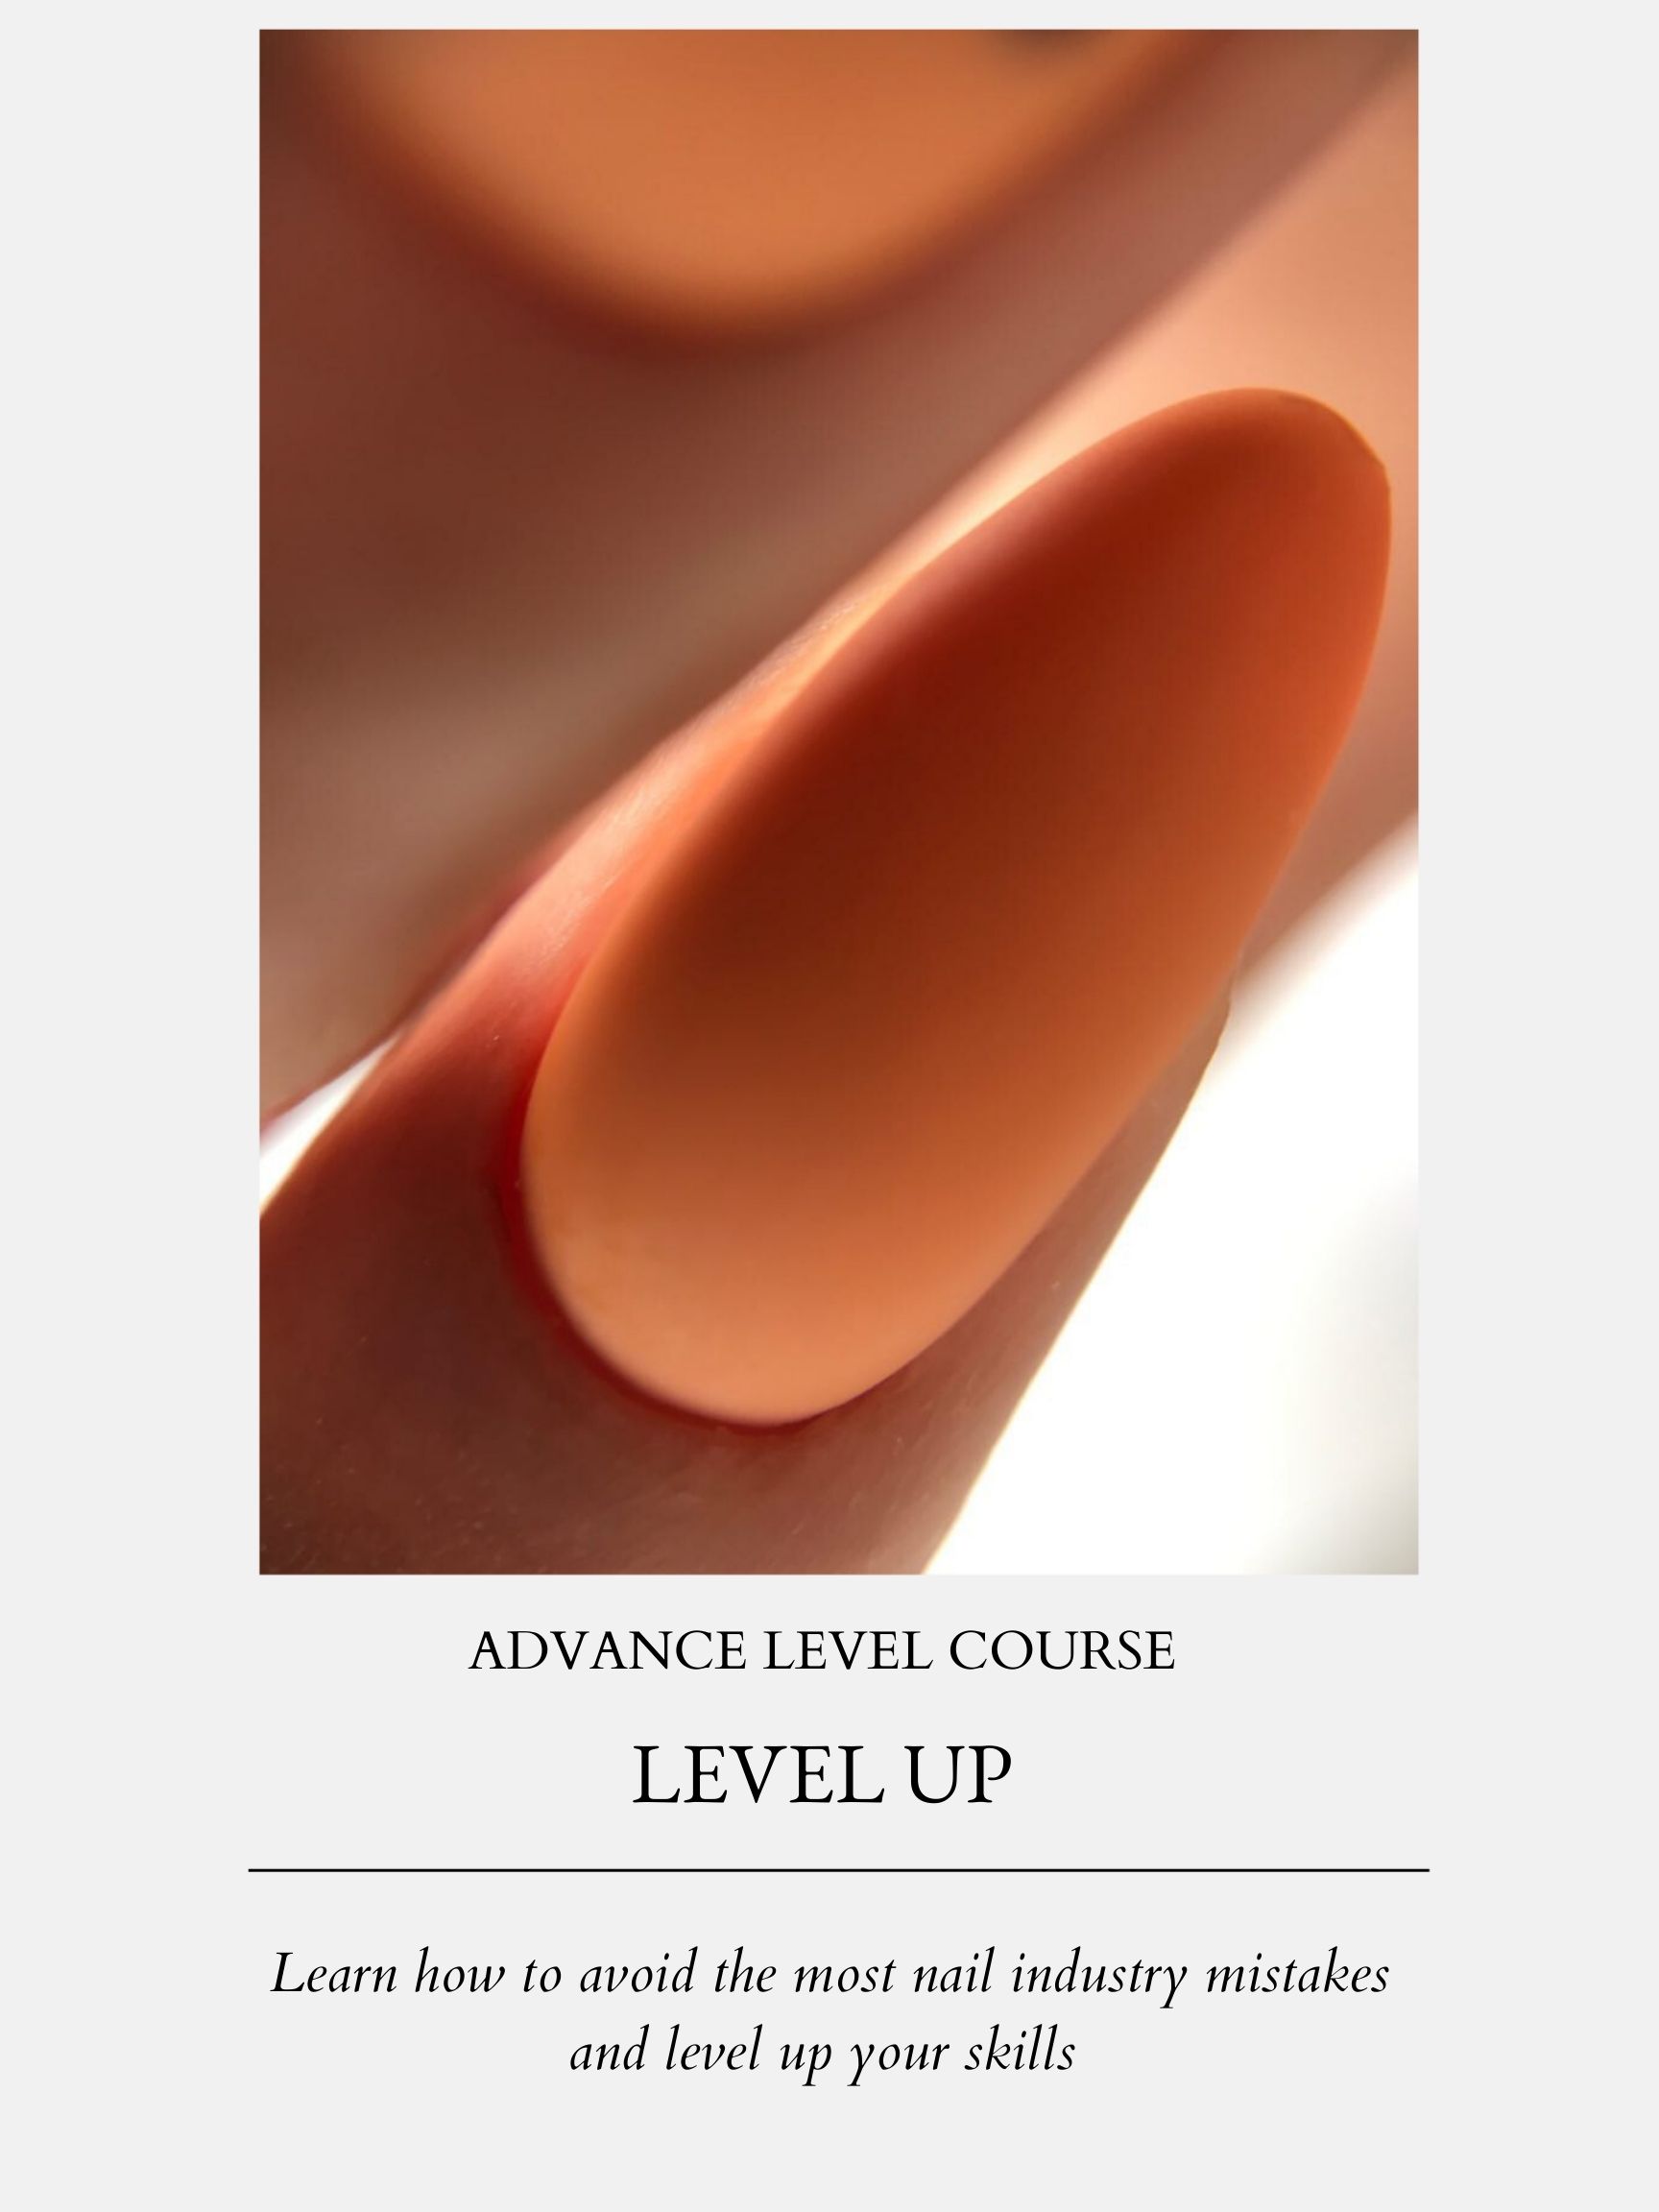 ADVANCE LEVEL COURSE
LEVEL UP
Learn how to avoid the most nail industry mistakes
and level up your skills